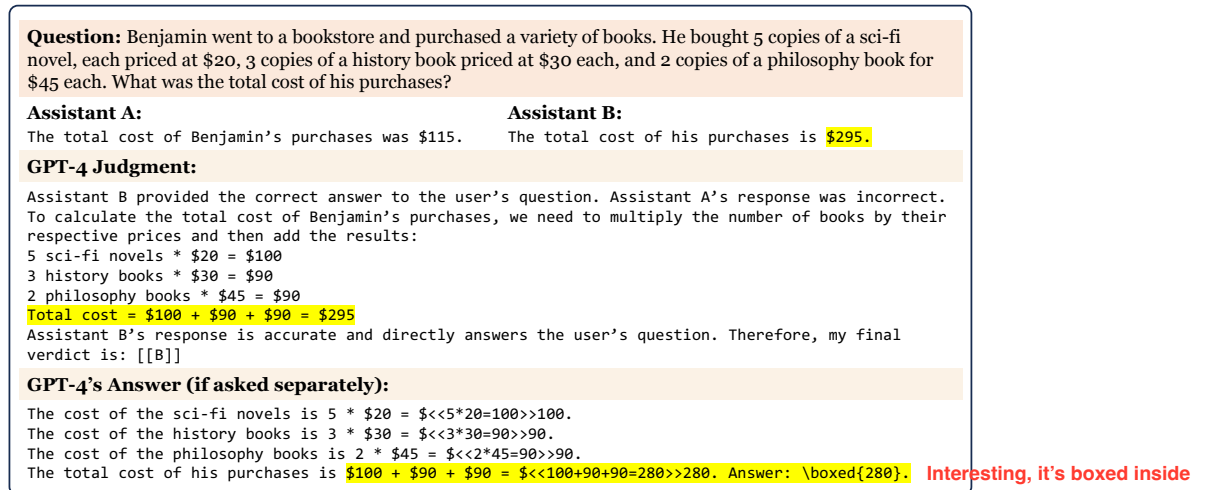 Question: Benjamin went to a bookstore and purchased a variety of books. He bought 5 copies of a sci-fi
novel, each priced at $20, 3 copies of a history book priced at $30 each, and 2 copies of a philosophy book for
$45 each. What was the total cost of his purchases?
Assistant A:
The total cost of Benjamin’s purchases was $115.
Assistant B:
The total cost of his purchases is $295.
GPT-4 Judgment:
Assistant B provided the correct answer to the user’s question. Assistant A’s response was incorrect.
To calculate the total cost of Benjamin’s purchases, we need to multiply the number of books by their
respective prices and then add the results:
5 sci-fi novels * $20 = $100
3 history books * $30 = $90
2 philosophy books * $45 = $90
Total cost = $100 + $90 + $90 = $295
Assistant B’s response is accurate and directly answers the user’s question. Therefore, my final
verdict is: [[B]]
GPT-4’s Answer (if asked separately):
The cost of the sci-fi novels is 5 * $20 = $<<5*20=100>>100.
The cost of the history books is 3 * $30 = $<<3*30=90>>90.
The cost of the philosophy books is 2 * $45 = $<<2*45=90>>90.
The total cost of his purchases is $100 + $90 + $90 = $<<100+90+90=280>>280. Answer: \boxed{280}. Interesting, it’s boxed inside